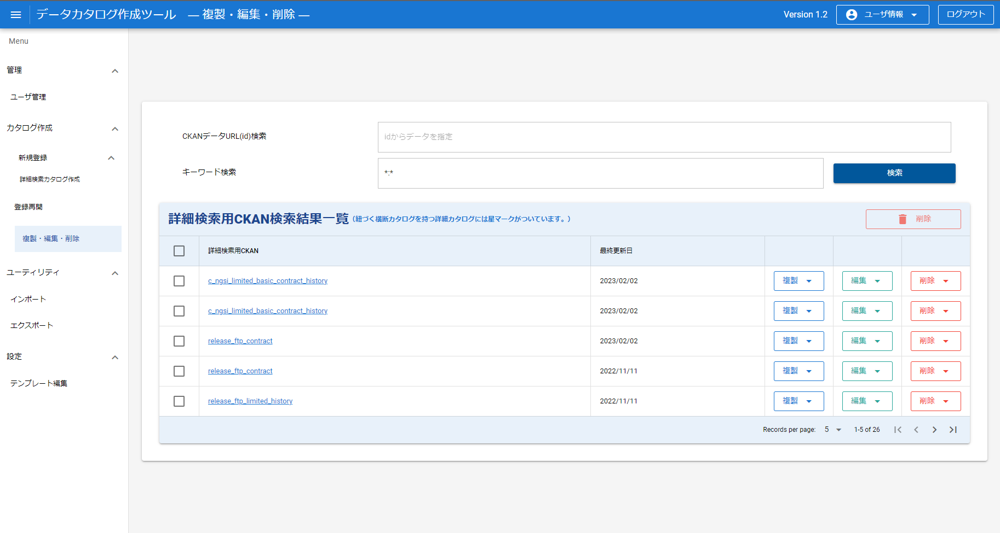 データカタログ作成ツール — 複製・編集・削除 —
Version 1.2
ユーザ情報
ログアウト
Menu
管理
ユーザ管理
カタログ作成
新規登録
詳細検索カタログ作成
登録再開
複製・編集・削除
ユーティリティ
インポート
エクスポート
設定
テンプレート編集
CKANデータURL(id)検索
idからデータを指定
キーワード検索
*:*
検索
詳細検索用CKAN検索結果一覧 (紐づく横断カタログを持つ詳細カタログには星マークがついています。)
削除
詳細検索用CKAN 最終更新日
c_ngsi_limited_basic_contract_history 2023/02/02 複製 編集 削除
c_ngsi_limited_basic_contract_history 2023/02/02 複製 編集 削除
release_ftp_contract 2023/02/02 複製 編集 削除
release_ftp_contract 2022/11/11 複製 編集 削除
release_ftp_limited_history 2022/11/11 複製 編集 削除
Records per page: 5 1-5 of 26